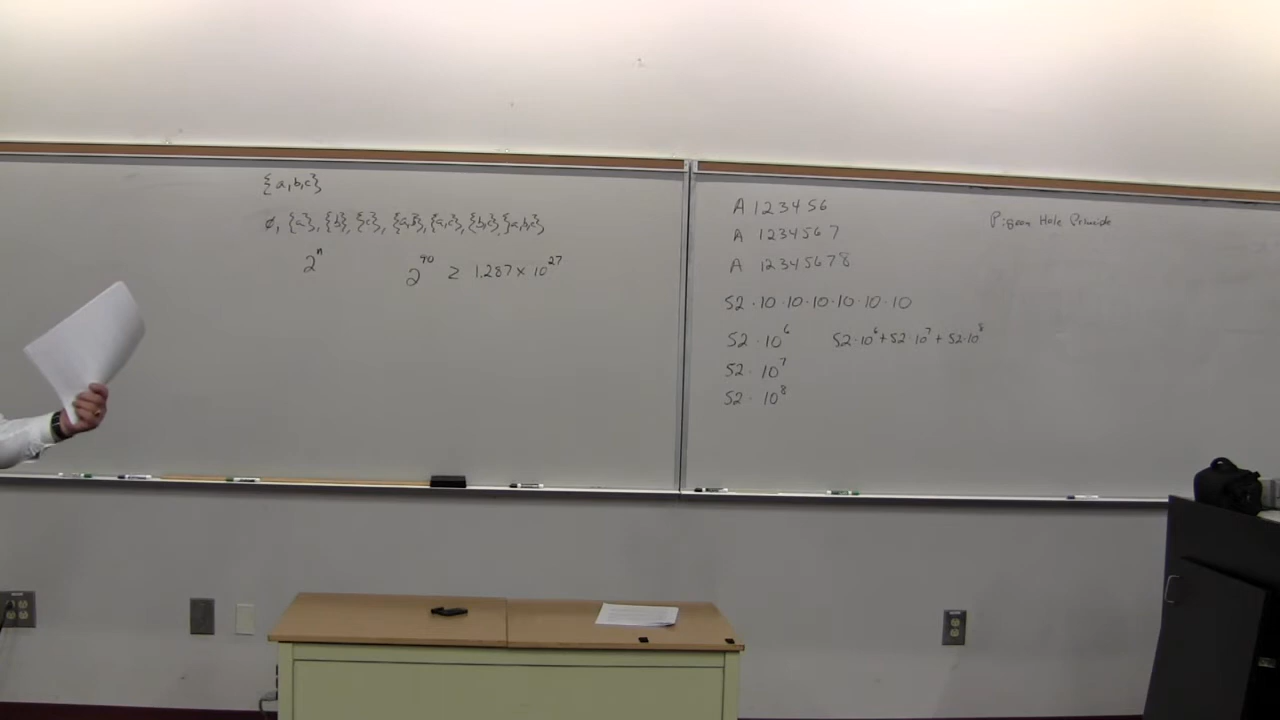 {a,b,c}
∅, {a}, {b}, {c}, {a,b}, {a,c}, {b,c}, {a,b,c}
2ⁿ 2⁹⁰ ≥ 1.287 × 10²⁷
A 123456
A 1234567
A 12345678
52 · 10 · 10 · 10 · 10 · 10 · 10
52 · 10⁶ 52·10⁶ + 52·10⁷ + 52·10⁸
52 · 10⁷
52 · 10⁸
Pigeon Hole